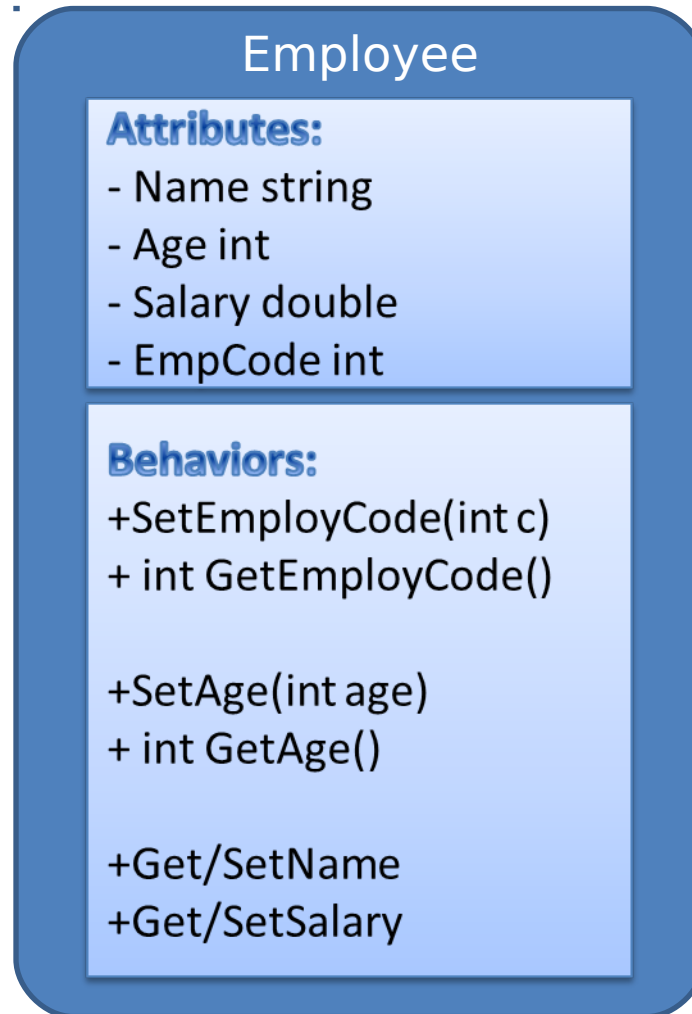 Employee
Attributes:
- Name string
- Age int
- Salary double
- EmpCode int
Behaviors:
+SetEmployCode(int c)
+ int GetEmployCode()
+SetAge(int age)
+ int GetAge()
+Get/SetName
+Get/SetSalary